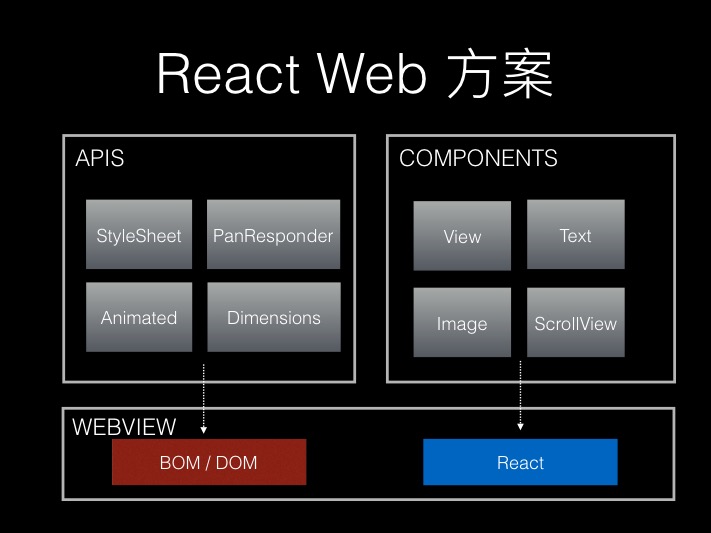 React Web 方案
APIS
StyleSheet
PanResponder
Animated
Dimensions
COMPONENTS
View
Text
Image
ScrollView
WEBVIEW
BOM / DOM
React